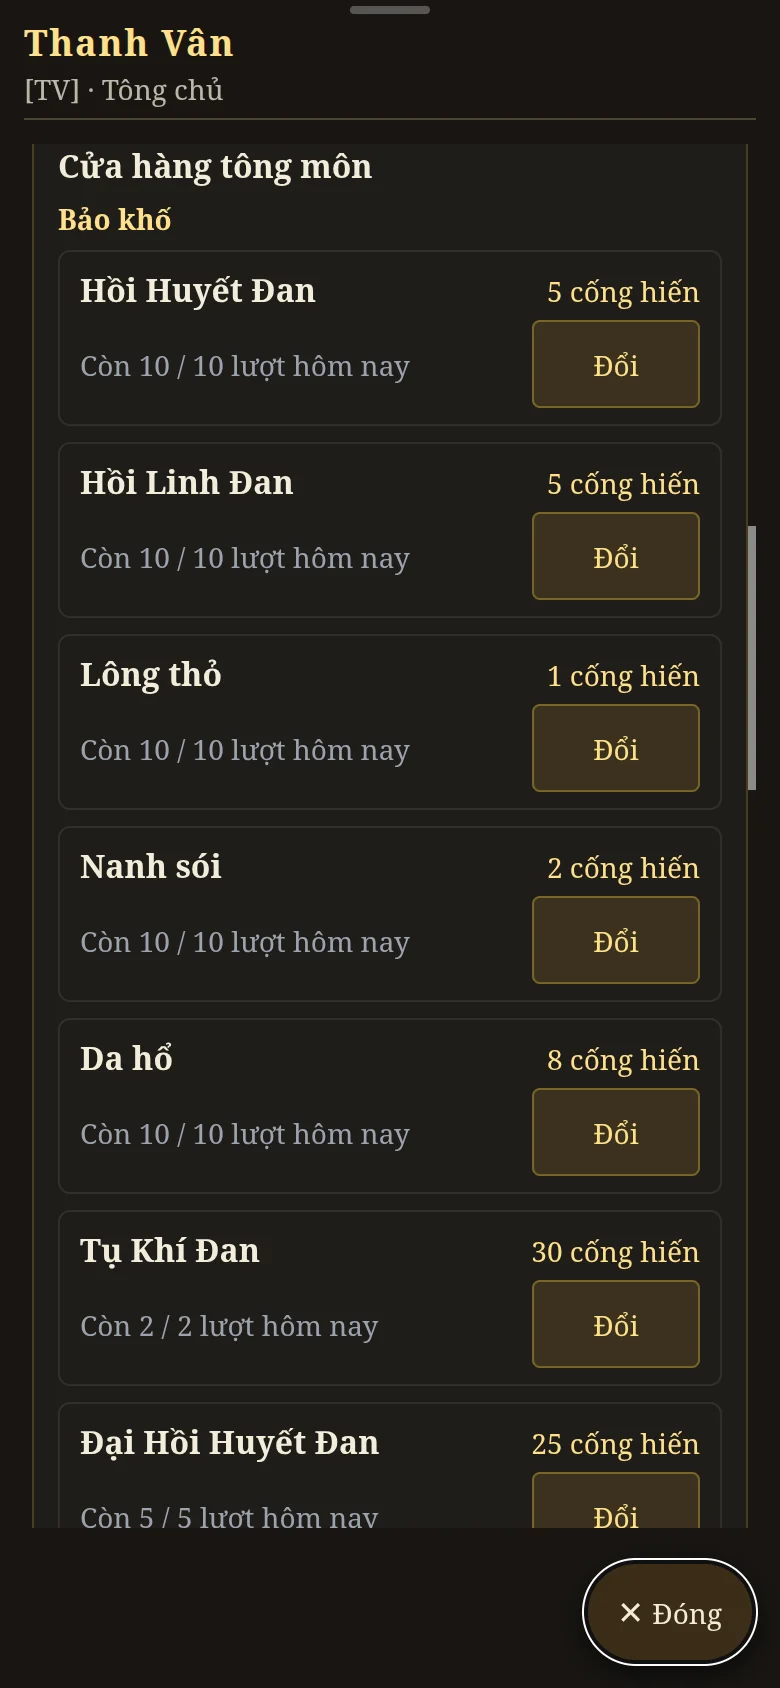 Thanh Vân
[TV] · Tông chủ
Cửa hàng tông môn
Bảo khố
Hồi Huyết Đan
5 cống hiến
Còn 10 / 10 lượt hôm nay
Đổi
Hồi Linh Đan
5 cống hiến
Còn 10 / 10 lượt hôm nay
Đổi
Lông thỏ
1 cống hiến
Còn 10 / 10 lượt hôm nay
Đổi
Nanh sói
2 cống hiến
Còn 10 / 10 lượt hôm nay
Đổi
Da hổ
8 cống hiến
Còn 10 / 10 lượt hôm nay
Đổi
Tụ Khí Đan
30 cống hiến
Còn 2 / 2 lượt hôm nay
Đổi
Đại Hồi Huyết Đan
25 cống hiến
Còn 5 / 5 lượt hôm nay
Đổi
✕ Đóng